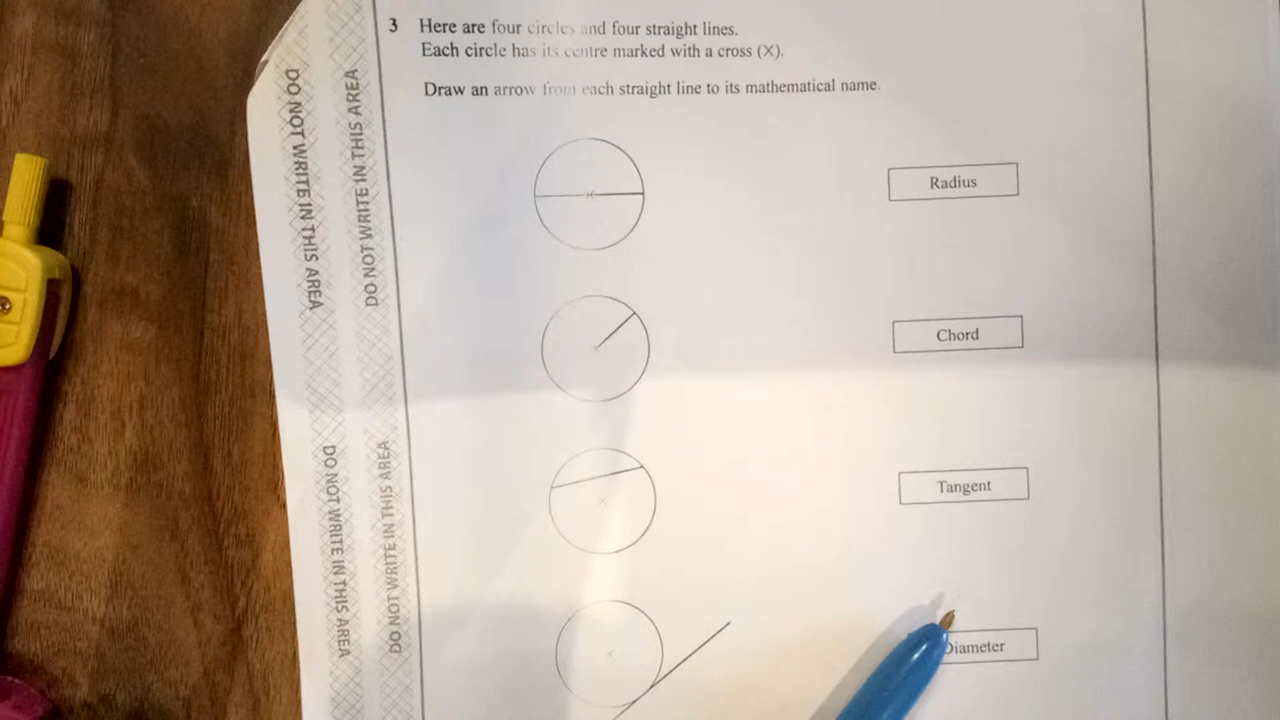 3 Here are four circles and four straight lines.
Each circle has its centre marked with a cross (X).
Draw an arrow from each straight line to its mathematical name.
Radius
Chord
Tangent
Diameter
DO NOT WRITE IN THIS AREA
DO NOT WRITE IN THIS AREA
DO NOT WRITE IN THIS AREA
DO NOT WRITE IN THIS AREA